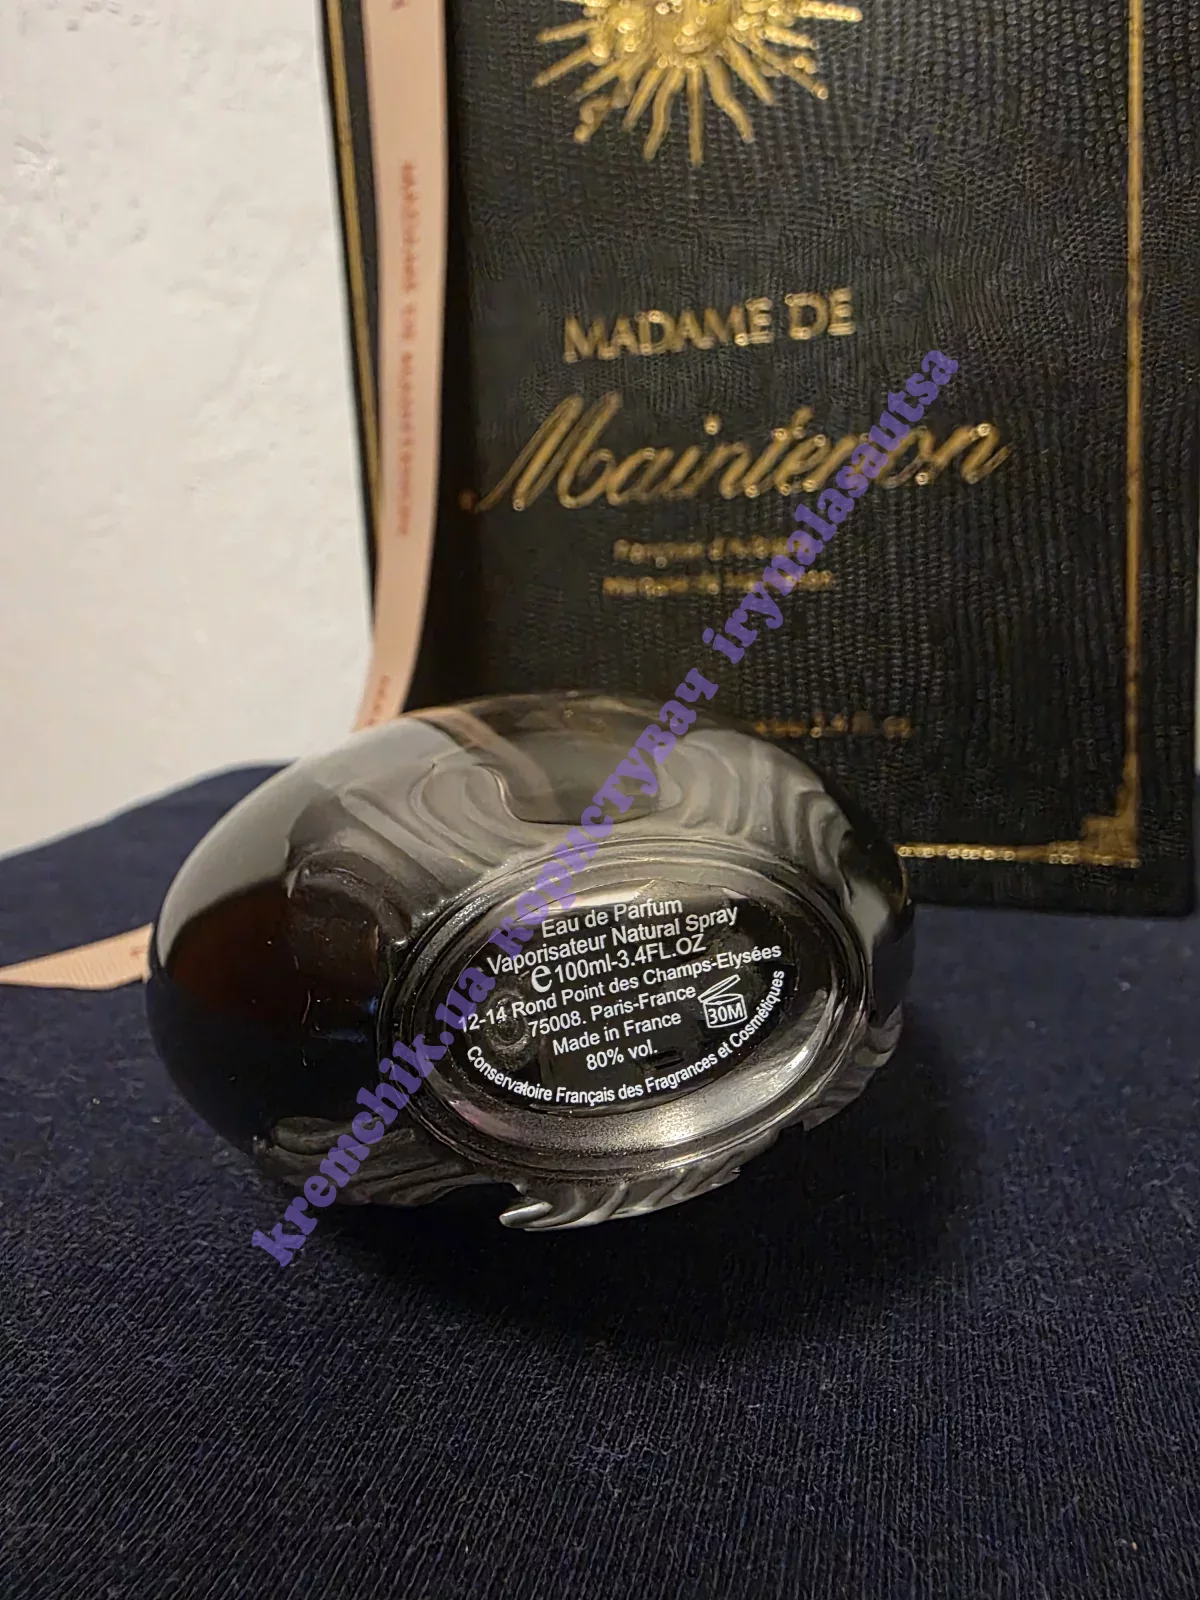 MADAME DE
Maintenon
Eau de Parfum
Vaporisateur Natural Spray
e 100ml-3.4FL.OZ
12-14 Rond Point des Champs-Elysées
75008. Paris-France
Made in France
80% vol.
30M
Conservatoire Français des Fragrances et Cosmétiques
kremchik.ua користувач irynalasautsa